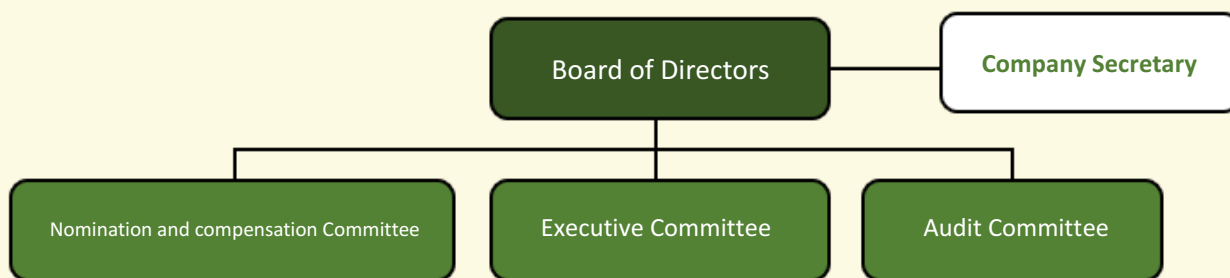 Board of Directors
Company Secretary
Nomination and compensation Committee
Executive Committee
Audit Committee